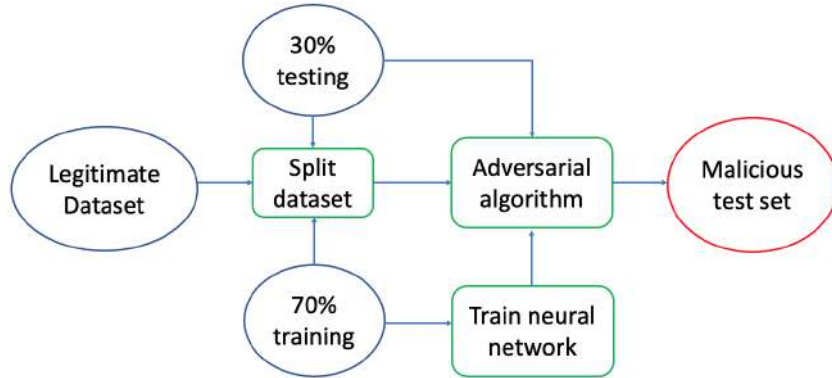 30%
testing
Legitimate
Dataset
Split
dataset
Adversarial
algorithm
Malicious
test set
70%
training
Train neural
network